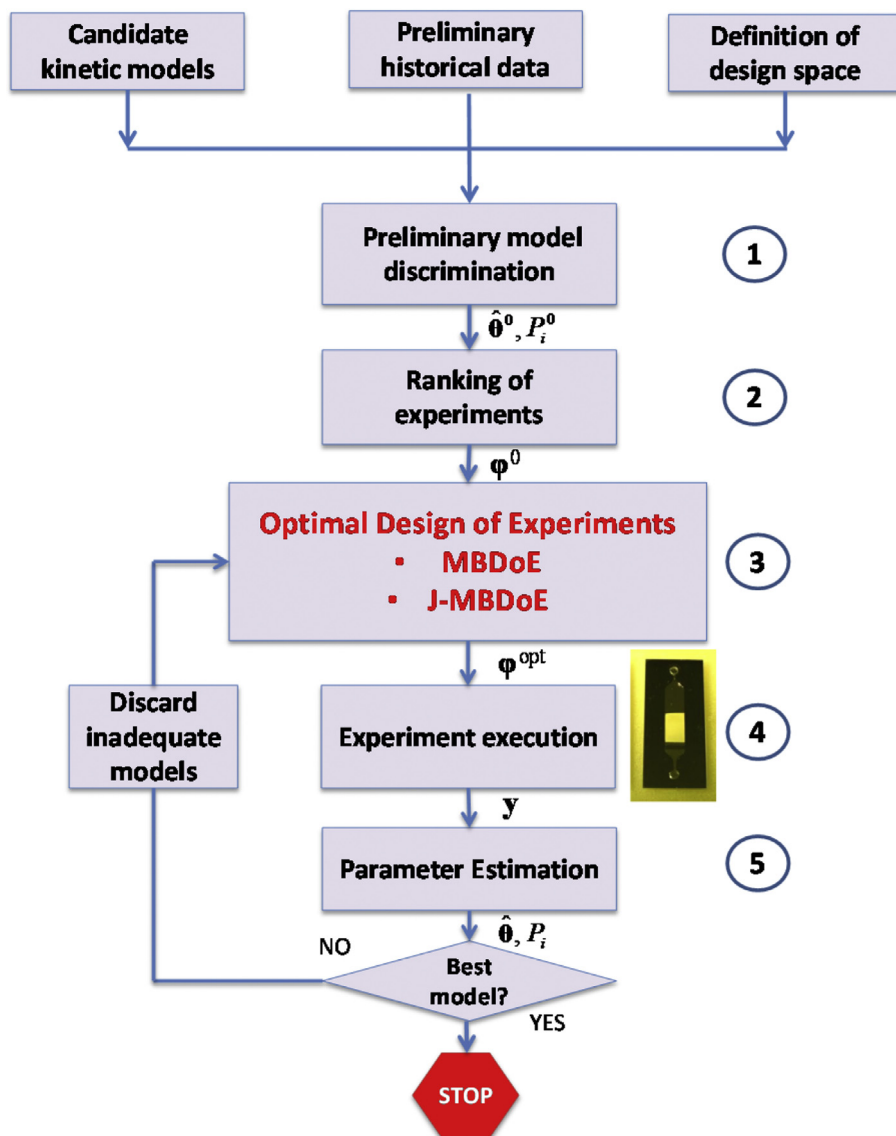 Candidate
kinetic models
Preliminary
historical data
Definition of
design space
Preliminary model
discrimination
1
θ̂⁰, Pᵢ⁰
Ranking of
experiments
2
φ⁰
Optimal Design of Experiments
▪ MBDoE
▪ J-MBDoE
3
φᵒᵖᵗ
Discard
inadequate
models
Experiment execution
4
y
Parameter Estimation
5
θ̂, Pᵢ
NO
Best
model?
YES
STOP